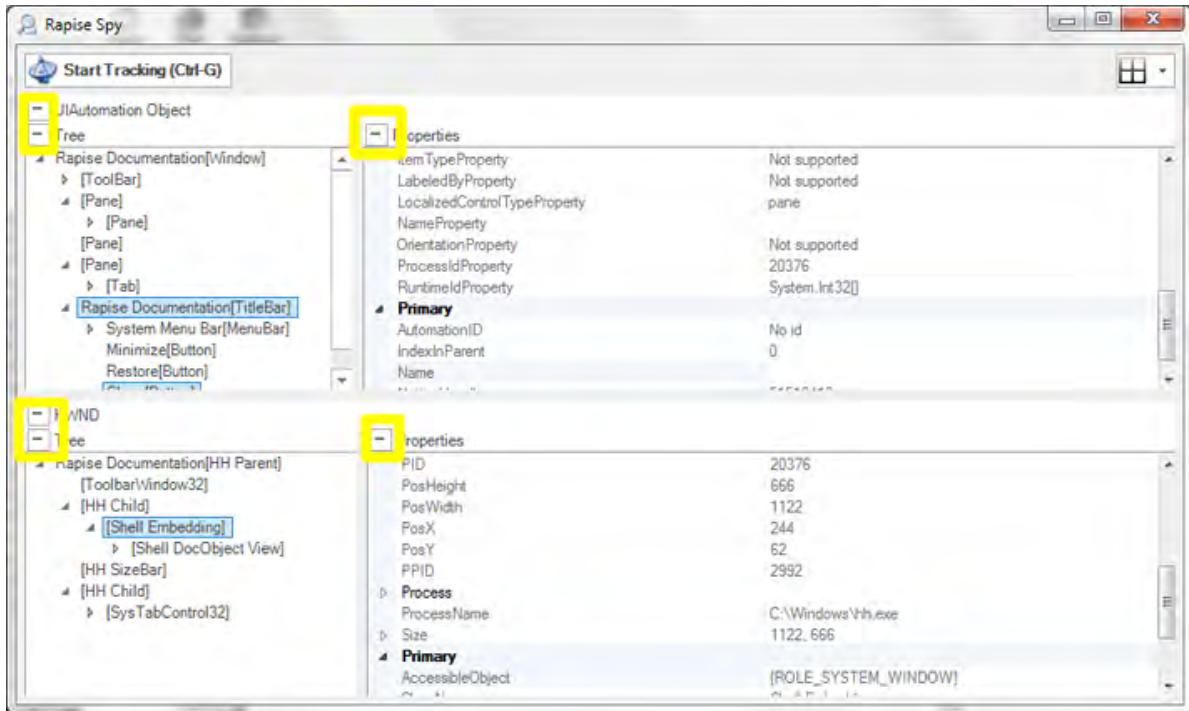 Rapise Spy
Start Tracking (Ctrl-G)
UIAutomation Object
Tree
Properties
Rapise Documentation[Window]
[ToolBar]
[Pane]
[Pane]
[Pane]
[Pane]
[Tab]
Rapise Documentation[TitleBar]
System Menu Bar[MenuBar]
Minimize[Button]
Restore[Button]
ItemTypeProperty Not supported
LabeledByProperty Not supported
LocalizedControlTypeProperty pane
NameProperty
OrientationProperty Not supported
ProcessIdProperty 20376
RuntimeIdProperty System.Int32[]
Primary
AutomationID No id
IndexInParent 0
Name
HWND
Tree
Properties
Rapise Documentation[HH Parent]
[ToolbarWindow32]
[HH Child]
[Shell Embedding]
[Shell DocObject View]
[HH SizeBar]
[HH Child]
[SysTabControl32]
PID 20376
PosHeight 666
PosWidth 1122
PosX 244
PosY 62
PPID 2992
Process
ProcessName C:\Windows\hh.exe
Size 1122, 666
Primary
AccessibleObject [ROLE_SYSTEM_WINDOW]